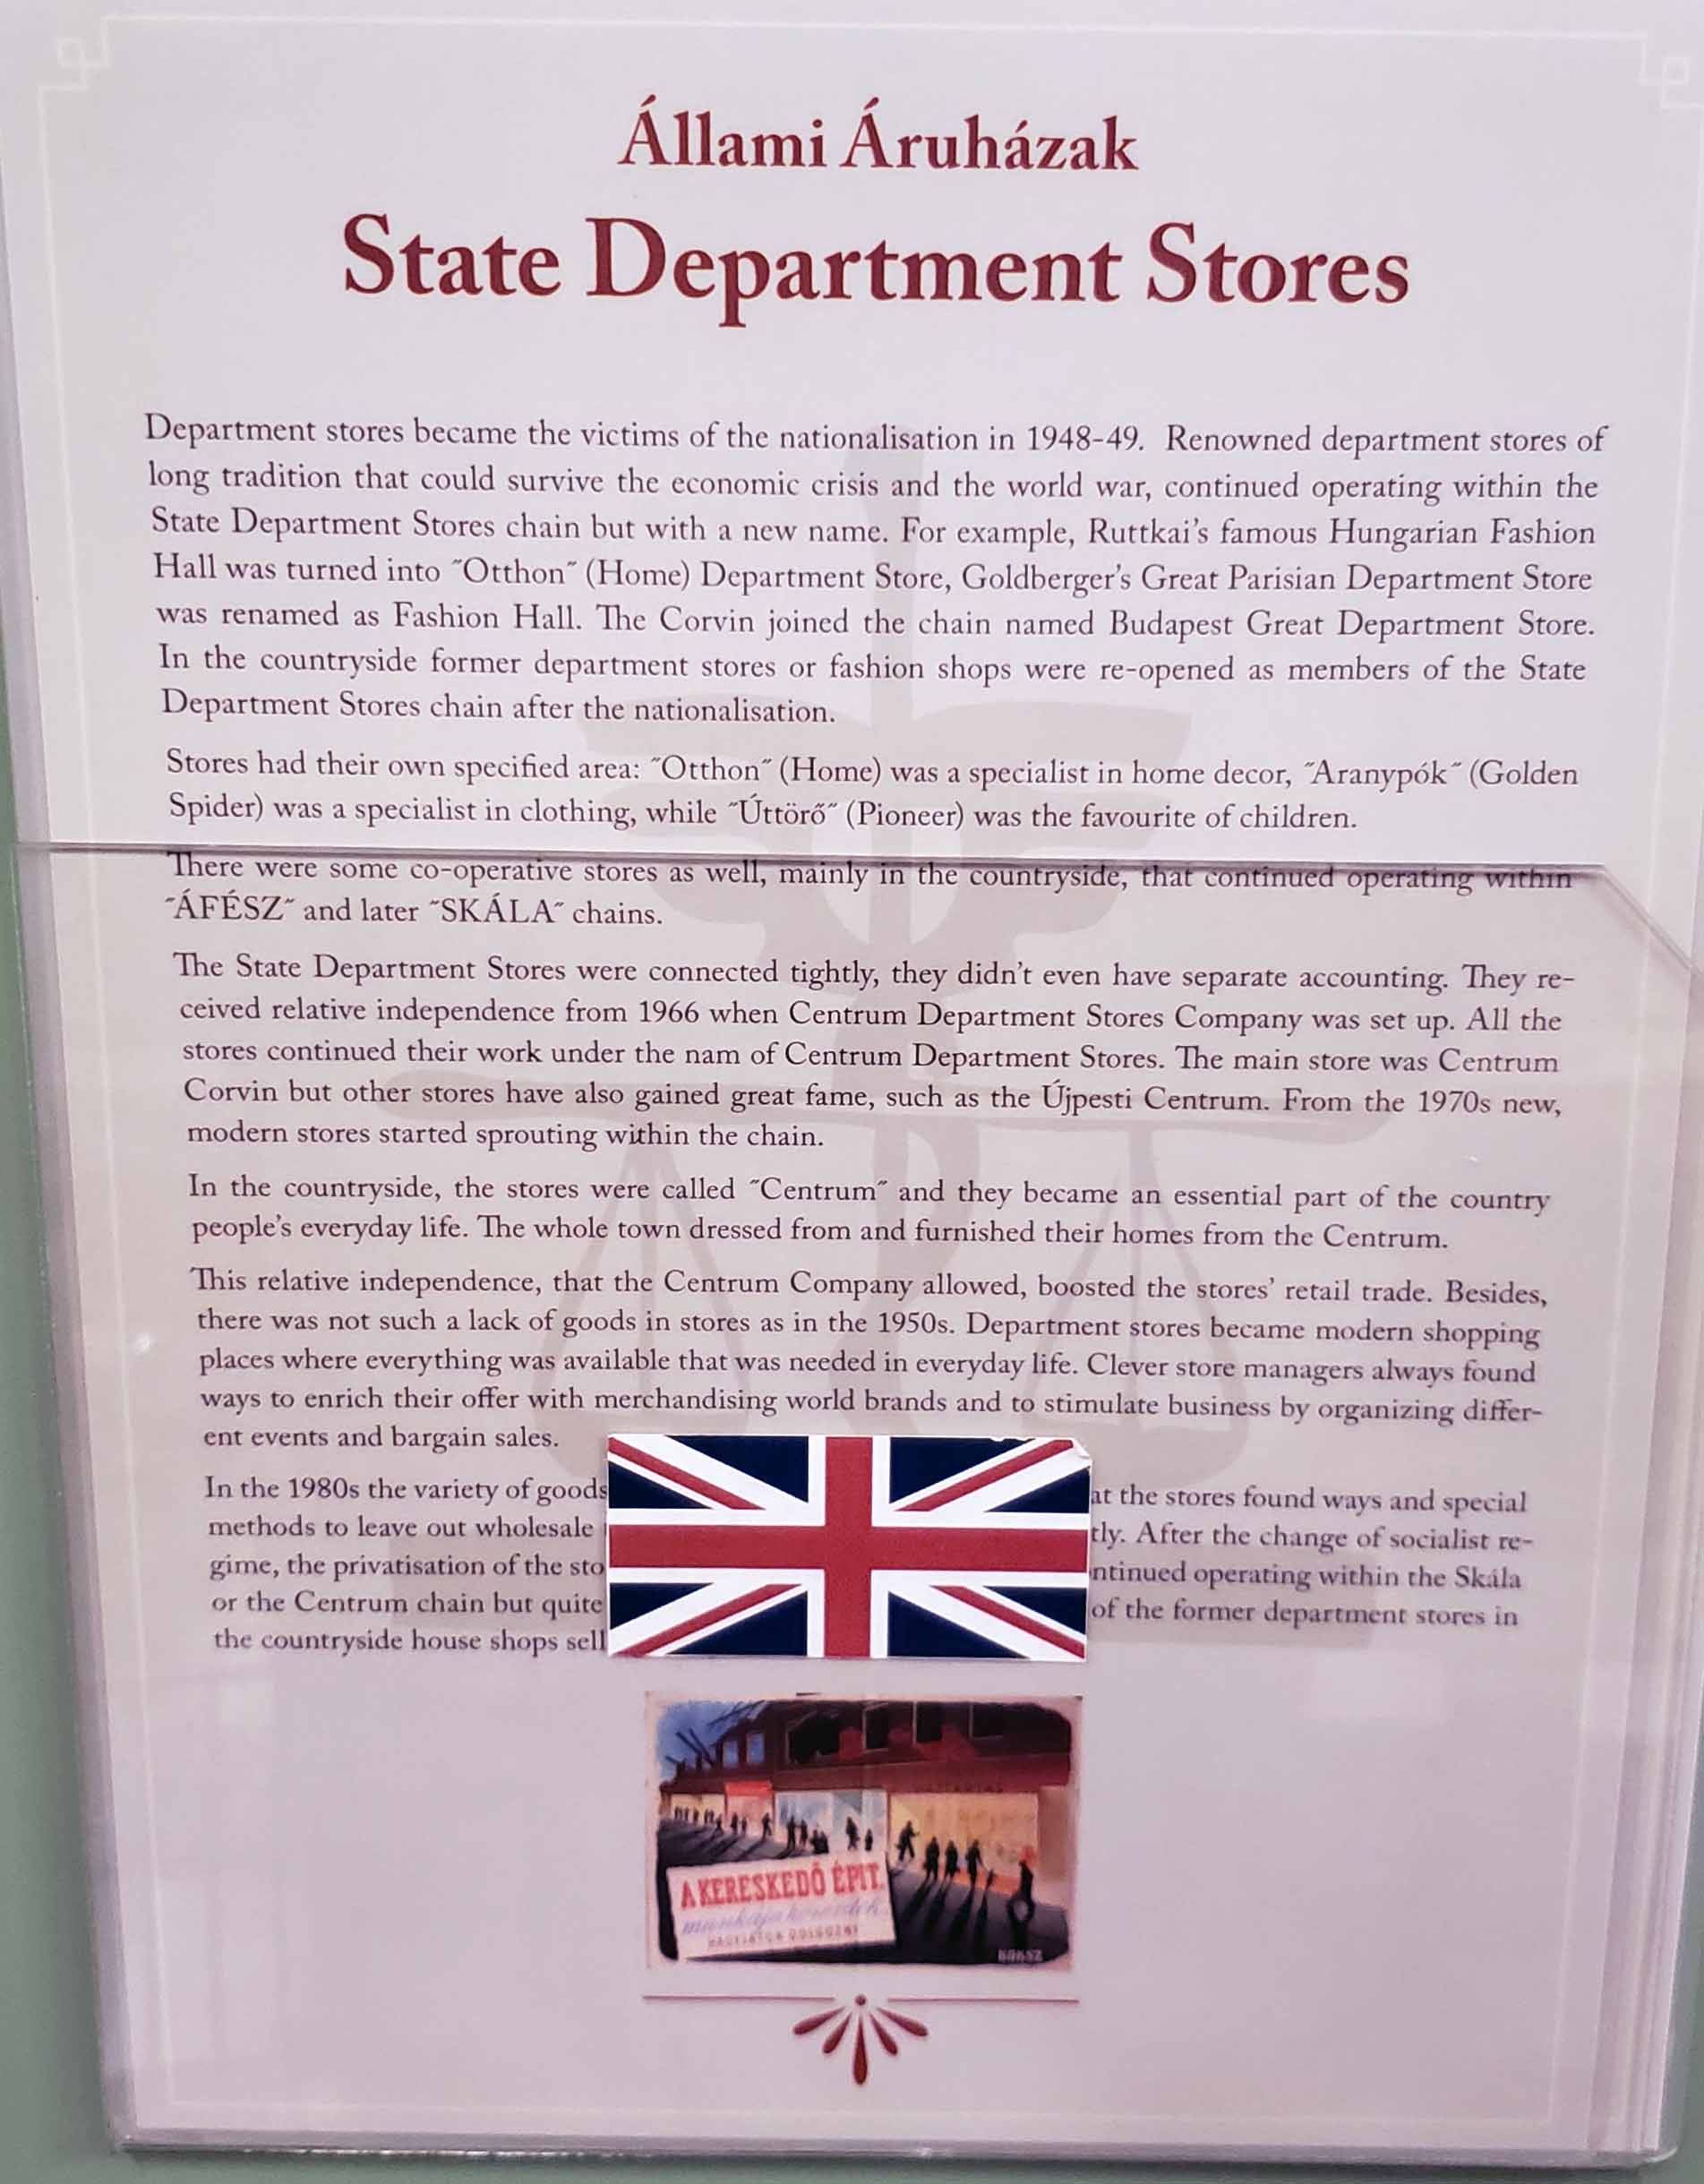 Állami Áruházak
State Department Stores
Department stores became the victims of the nationalisation in 1948-49. Renowned department stores of
long tradition that could survive the economic crisis and the world war, continued operating within the
State Department Stores chain but with a new name. For example, Ruttkai's famous Hungarian Fashion
Hall was turned into ˝Otthon˝ (Home) Department Store, Goldberger's Great Parisian Department Store
was renamed as Fashion Hall. The Corvin joined the chain named Budapest Great Department Store.
In the countryside former department stores or fashion shops were re-opened as members of the State
Department Stores chain after the nationalisation.
Stores had their own specified area: ˝Otthon˝ (Home) was a specialist in home decor, ˝Aranypók˝ (Golden
Spider) was a specialist in clothing, while ˝Úttörő˝ (Pioneer) was the favourite of children.
There were some co-operative stores as well, mainly in the countryside, that continued operating within
˝ÁFÉSZ˝ and later ˝SKÁLA˝ chains.
The State Department Stores were connected tightly, they didn't even have separate accounting. They re-
ceived relative independence from 1966 when Centrum Department Stores Company was set up. All the
stores continued their work under the nam of Centrum Department Stores. The main store was Centrum
Corvin but other stores have also gained great fame, such as the Újpesti Centrum. From the 1970s new,
modern stores started sprouting within the chain.
In the countryside, the stores were called ˝Centrum˝ and they became an essential part of the country
people's everyday life. The whole town dressed from and furnished their homes from the Centrum.
This relative independence, that the Centrum Company allowed, boosted the stores' retail trade. Besides,
there was not such a lack of goods in stores as in the 1950s. Department stores became modern shopping
places where everything was available that was needed in everyday life. Clever store managers always found
ways to enrich their offer with merchandising world brands and to stimulate business by organizing differ-
ent events and bargain sales.
In the 1980s the variety of goods at the stores found ways and special
methods to leave out wholesale tly. After the change of socialist re-
gime, the privatisation of the sto ntinued operating within the Skála
or the Centrum chain but quite of the former department stores in
the countryside house shops sell
A KERESKEDŐ ÉPIT,